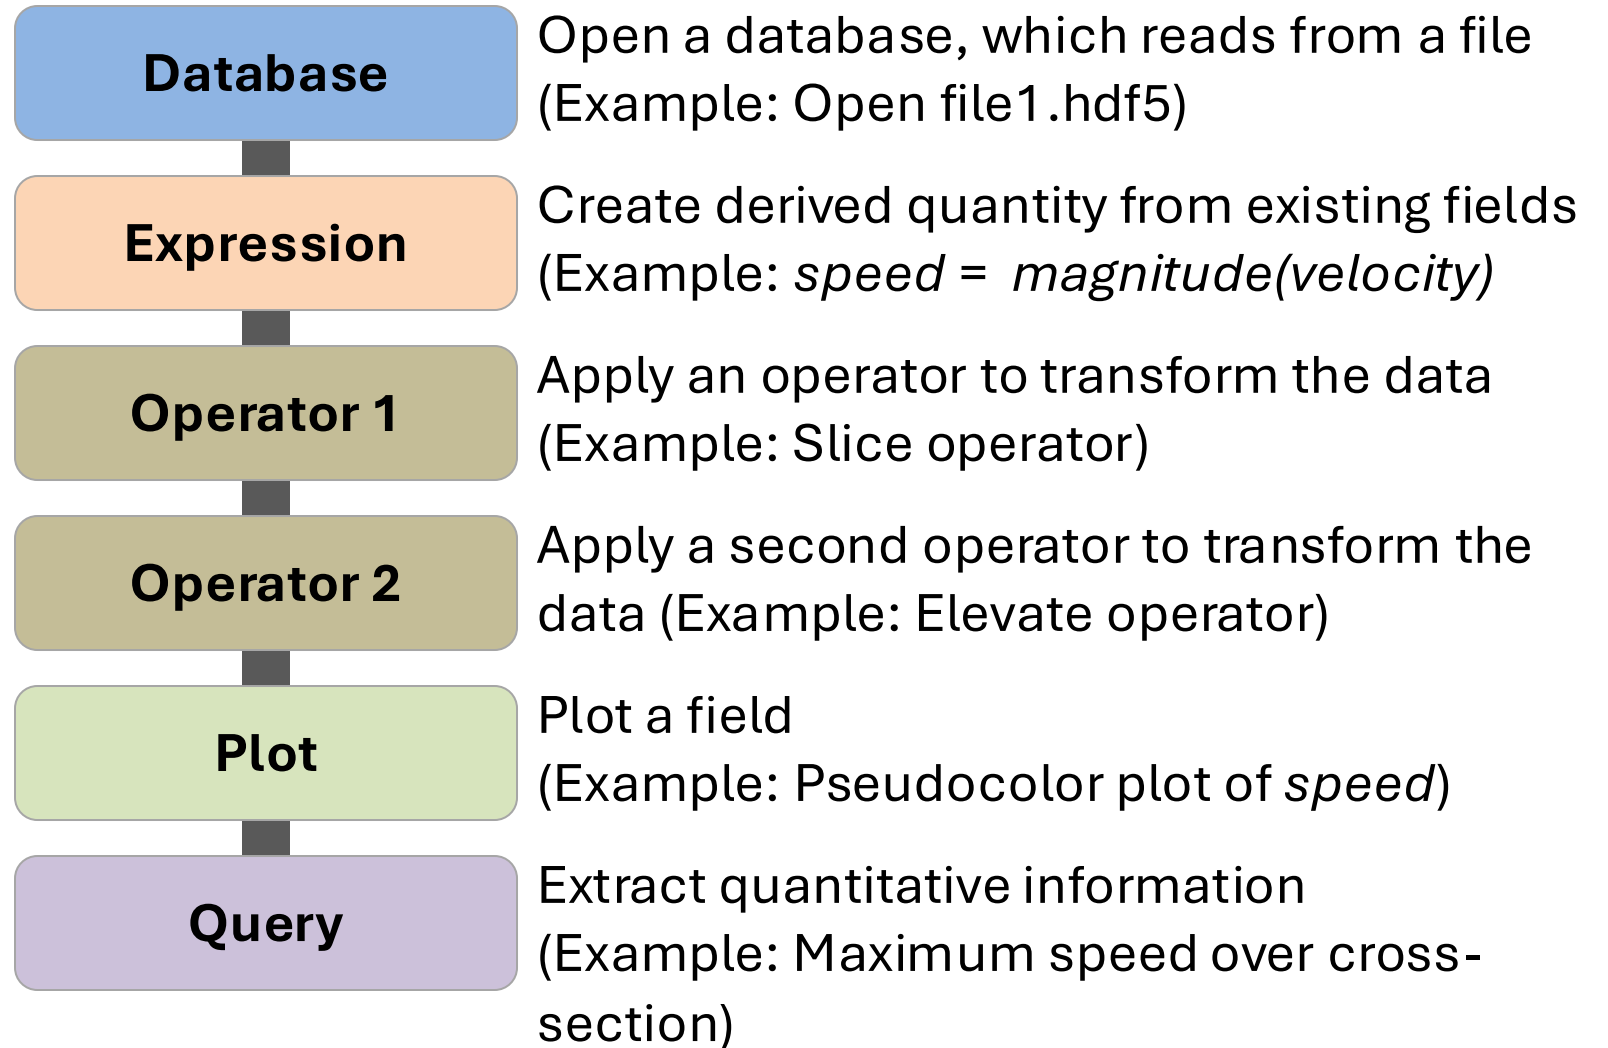 Database
Open a database, which reads from a file
(Example: Open file1.hdf5)
Expression
Create derived quantity from existing fields
(Example: speed = magnitude(velocity)
Operator 1
Apply an operator to transform the data
(Example: Slice operator)
Operator 2
Apply a second operator to transform the
data (Example: Elevate operator)
Plot
Plot a field
(Example: Pseudocolor plot of speed)
Query
Extract quantitative information
(Example: Maximum speed over cross-
section)